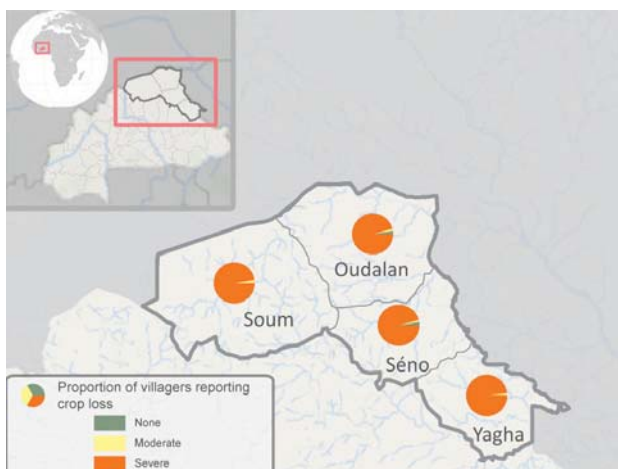 Oudalan
Soum
Séno
Yagha
Proportion of villagers reporting
crop loss
None
Moderate
Severe